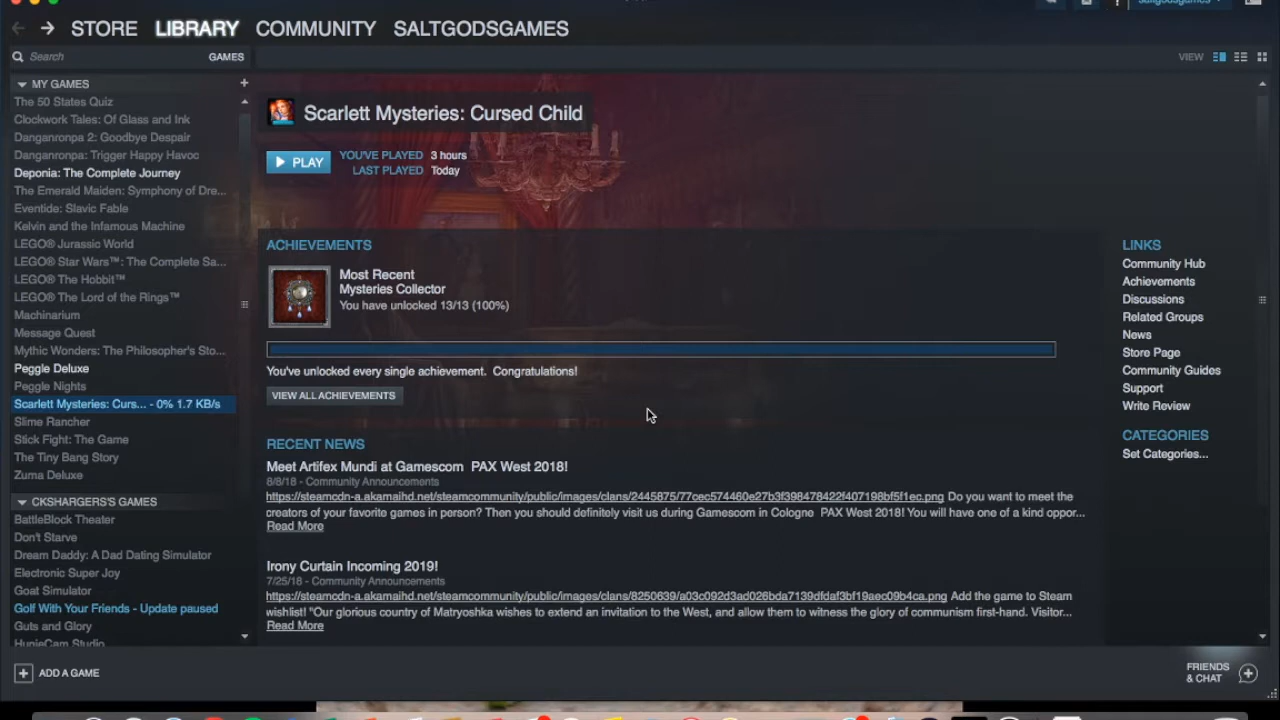 saltgodsgames
STORE LIBRARY COMMUNITY SALTGODSGAMES
Search GAMES
VIEW
MY GAMES +
The 50 States Quiz
Clockwork Tales: Of Glass and Ink
Danganronpa 2: Goodbye Despair
Danganronpa: Trigger Happy Havoc
Deponia: The Complete Journey
The Emerald Maiden: Symphony of Dre...
Eventide: Slavic Fable
Kelvin and the Infamous Machine
LEGO® Jurassic World
LEGO® Star Wars™: The Complete Sa...
LEGO® The Hobbit™
LEGO® The Lord of the Rings™
Machinarium
Message Quest
Mythic Wonders: The Philosopher's Sto...
Peggle Deluxe
Peggle Nights
Scarlett Mysteries: Curs... - 0% 1.7 KB/s
Slime Rancher
Stick Fight: The Game
The Tiny Bang Story
Zuma Deluxe
CKSHARGERS'S GAMES
BattleBlock Theater
Don't Starve
Dream Daddy: A Dad Dating Simulator
Electronic Super Joy
Goat Simulator
Golf With Your Friends - Update paused
Guts and Glory
HunieCam Studio
Scarlett Mysteries: Cursed Child
PLAY
YOU'VE PLAYED 3 hours
LAST PLAYED Today
ACHIEVEMENTS
Most Recent
Mysteries Collector
You have unlocked 13/13 (100%)
You've unlocked every single achievement. Congratulations!
VIEW ALL ACHIEVEMENTS
RECENT NEWS
Meet Artifex Mundi at Gamescom PAX West 2018!
8/8/18 - Community Announcements
https://steamcdn-a.akamaihd.net/steamcommunity/public/images/clans/2445875/77cec574460e27b3f398478422f407198bf5f1ec.png Do you want to meet the
creators of your favorite games in person? Then you should definitely visit us during Gamescom in Cologne PAX West 2018! You will have one of a kind oppor...
Read More
Irony Curtain Incoming 2019!
7/25/18 - Community Announcements
https://steamcdn-a.akamaihd.net/steamcommunity/public/images/clans/8250639/a03c092d3ad026bda7139dfdaf3bf19aec09b4ca.png Add the game to Steam
wishlist! "Our glorious country of Matryoshka wishes to extend an invitation to the West, and allow them to witness the glory of communism first-hand. Visitor...
Read More
LINKS
Community Hub
Achievements
Discussions
Related Groups
News
Store Page
Community Guides
Support
Write Review
CATEGORIES
Set Categories...
+ ADD A GAME
FRIENDS
& CHAT